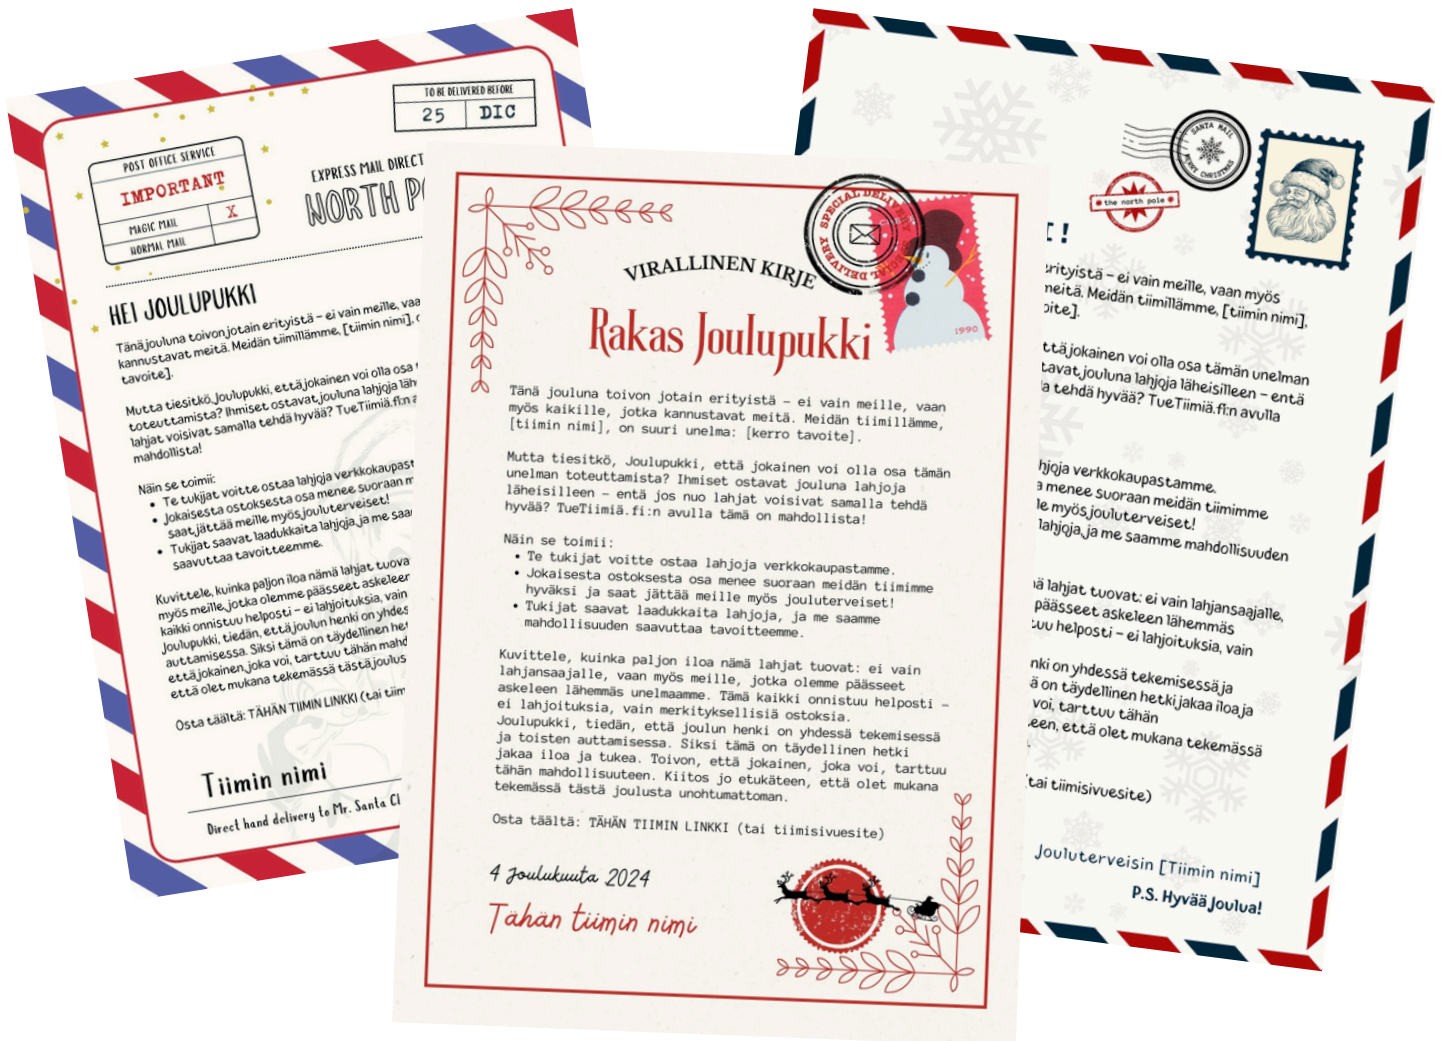 TO BE DELIVERED BEFORE
25 DIC
POST OFFICE SERVICE
IMPORTANT
MAGIC MAIL X
NORMAL MAIL
EXPRESS MAIL DIRECT
NORTH
HEI JOULUPUKKI
Tänä jouluna toivon jotain erityistä – ei vain meille, vaa
kannustavat meitä. Meidän tiimillämme, [tiimin nimi], o
tavoite].
Mutta tiesitkö, Joulupukki, että jokainen voi olla osa t
toteuttamista? Ihmiset ostavat jouluna lahjoja läh
lahjat voisivat samalla tehdä hyvää? TueTiimiä.fi:n a
mahdollista!
Näin se toimii:
• Te tukijat voitte ostaa lahjoja verkkokaupast
• Jokaisesta ostoksesta osa menee suoraan m
saat jättää meille myös jouluterveiset!
• Tukijat saavat laadukkaita lahjoja, ja me saa
saavuttaa tavoitteemme.
Kuvittele, kuinka paljon iloa nämä lahjat tuova
myös meille, jotka olemme päässeet askeleen
kaikki onnistuu helposti – ei lahjoituksia, vain
Joulupukki, tiedän, että joulun henki on yhdes
auttamisessa. Siksi tämä on täydellinen het
että jokainen, joka voi, tarttuu tähän mahd
että olet mukana tekemässä tästä joulus
Osta täältä: TÄHÄN TIIMIN LINKKI (tai tiim
Tiimin nimi
Direct hand delivery to Mr. Santa Cl
SPECIAL DELIVERY
SPECIAL DELIVERY
1990
VIRALLINEN KIRJE
Rakas Joulupukki
Tänä jouluna toivon jotain erityistä – ei vain meille, vaan
myös kaikille, jotka kannustavat meitä. Meidän tiimillämme,
[tiimin nimi], on suuri unelma: [kerro tavoite].
Mutta tiesitkö, Joulupukki, että jokainen voi olla osa tämän
unelman toteuttamista? Ihmiset ostavat jouluna lahjoja
läheisilleen – entä jos nuo lahjat voisivat samalla tehdä
hyvää? TueTiimiä.fi:n avulla tämä on mahdollista!
Näin se toimii:
• Te tukijat voitte ostaa lahjoja verkkokaupastamme.
• Jokaisesta ostoksesta osa menee suoraan meidän tiimimme
hyväksi ja saat jättää meille myös jouluterveiset!
• Tukijat saavat laadukkaita lahjoja, ja me saamme
mahdollisuuden saavuttaa tavoitteemme.
Kuvittele, kuinka paljon iloa nämä lahjat tuovat: ei vain
lahjansaajalle, vaan myös meille, jotka olemme päässeet
askeleen lähemmäs unelmaamme. Tämä kaikki onnistuu helposti –
ei lahjoituksia, vain merkityksellisiä ostoksia.
Joulupukki, tiedän, että joulun henki on yhdessä tekemisessä
ja toisten auttamisessa. Siksi tämä on täydellinen hetki
jakaa iloa ja tukea. Toivon, että jokainen, joka voi, tarttuu
tähän mahdollisuuteen. Kiitos jo etukäteen, että olet mukana
tekemässä tästä joulusta unohtumattoman.
Osta täältä: TÄHÄN TIIMIN LINKKI (tai tiimisivuesite)
4 joulukuuta 2024
Tähän tiimin nimi
SANTA MAIL
MERRY CHRISTMAS
the north pole
I!
erityistä – ei vain meille, vaan myös
meitä. Meidän tiimillämme, [tiimin nimi],
oite].
ttä jokainen voi olla osa tämän unelman
tavat jouluna lahjoja läheisilleen – entä
la tehdä hyvää? TueTiimiä.fi:n avulla
hjoja verkkokaupastamme.
a menee suoraan meidän tiimimme
le myös jouluterveiset!
lahjoja, ja me saamme mahdollisuuden
ä lahjat tuovat: ei vain lahjansaajalle,
päässeet askeleen lähemmäs
tuu helposti – ei lahjoituksia, vain
nki on yhdessä tekemisessä ja
ä on täydellinen hetki jakaa iloa ja
voi, tarttuu tähän
een, että olet mukana tekemässä
(tai tiimisivuesite)
Jouluterveisin [Tiimin nimi]
P.S. Hyvää Joulua!